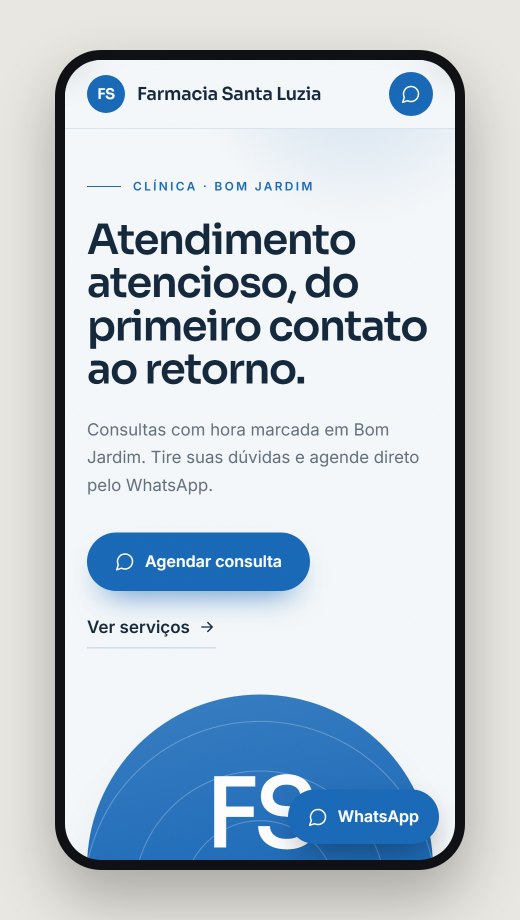 FS Farmacia Santa Luzia
CLÍNICA · BOM JARDIM
Atendimento
atencioso, do
primeiro contato
ao retorno.
Consultas com hora marcada em Bom
Jardim. Tire suas dúvidas e agende direto
pelo WhatsApp.
Agendar consulta
Ver serviços →
FS
WhatsApp